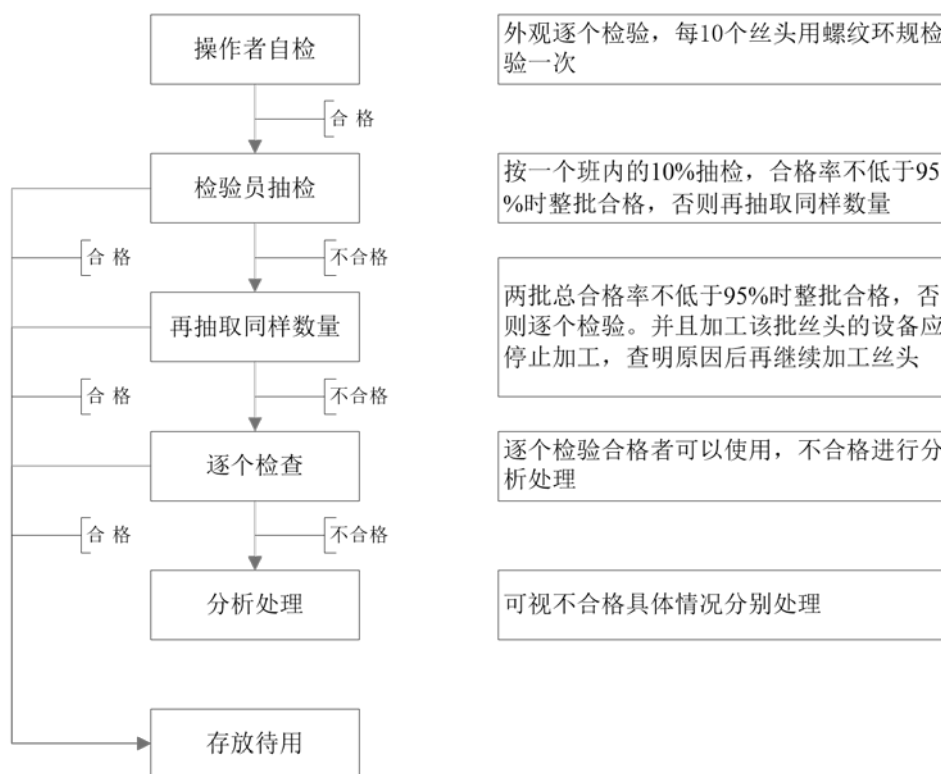 操作者自检
外观逐个检验，每10个丝头用螺纹环规检
验一次
合 格
检验员抽检
按一个班内的10%抽检，合格率不低于95
%时整批合格，否则再抽取同样数量
合 格
不合格
再抽取同样数量
两批总合格率不低于95%时整批合格，否
则逐个检验。并且加工该批丝头的设备应
停止加工，查明原因后再继续加工丝头
合 格
不合格
逐个检查
逐个检验合格者可以使用，不合格进行分
析处理
合 格
不合格
分析处理
可视不合格具体情况分别处理
存放待用